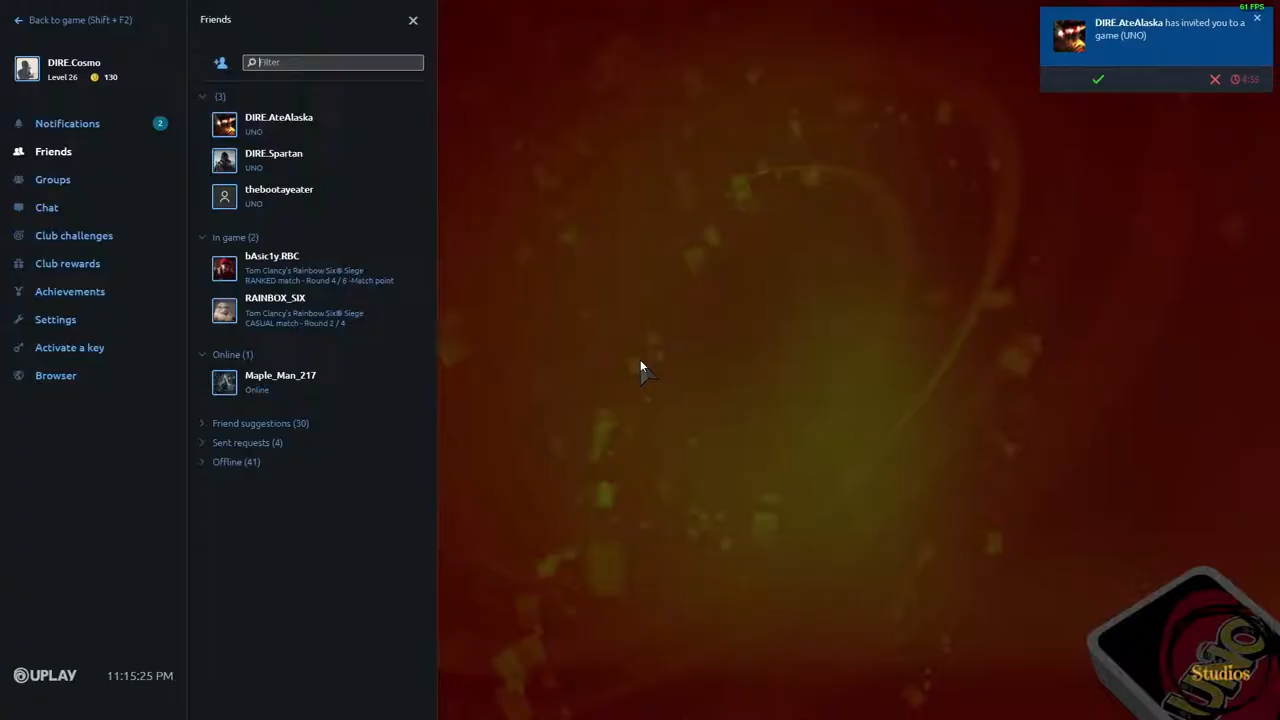 Back to game (Shift + F2)
DIRE.Cosmo
Level 26 130
Notifications 2
Friends
Groups
Chat
Club challenges
Club rewards
Achievements
Settings
Activate a key
Browser
UPLAY 11:15:25 PM
Friends
Filter
(3)
DIRE.AteAlaska
UNO
DIRE.Spartan
UNO
thebootayeater
UNO
In game (2)
bAsic1y.RBC
Tom Clancy's Rainbow Six® Siege
RANKED match - Round 4 / 6 -Match point
RAINBOX_SIX
Tom Clancy's Rainbow Six® Siege
CASUAL match - Round 2 / 4
Online (1)
Maple_Man_217
Online
Friend suggestions (30)
Sent requests (4)
Offline (41)
61 FPS
DIRE.AteAlaska has invited you to a
game (UNO)
4:59
UNO
Studios